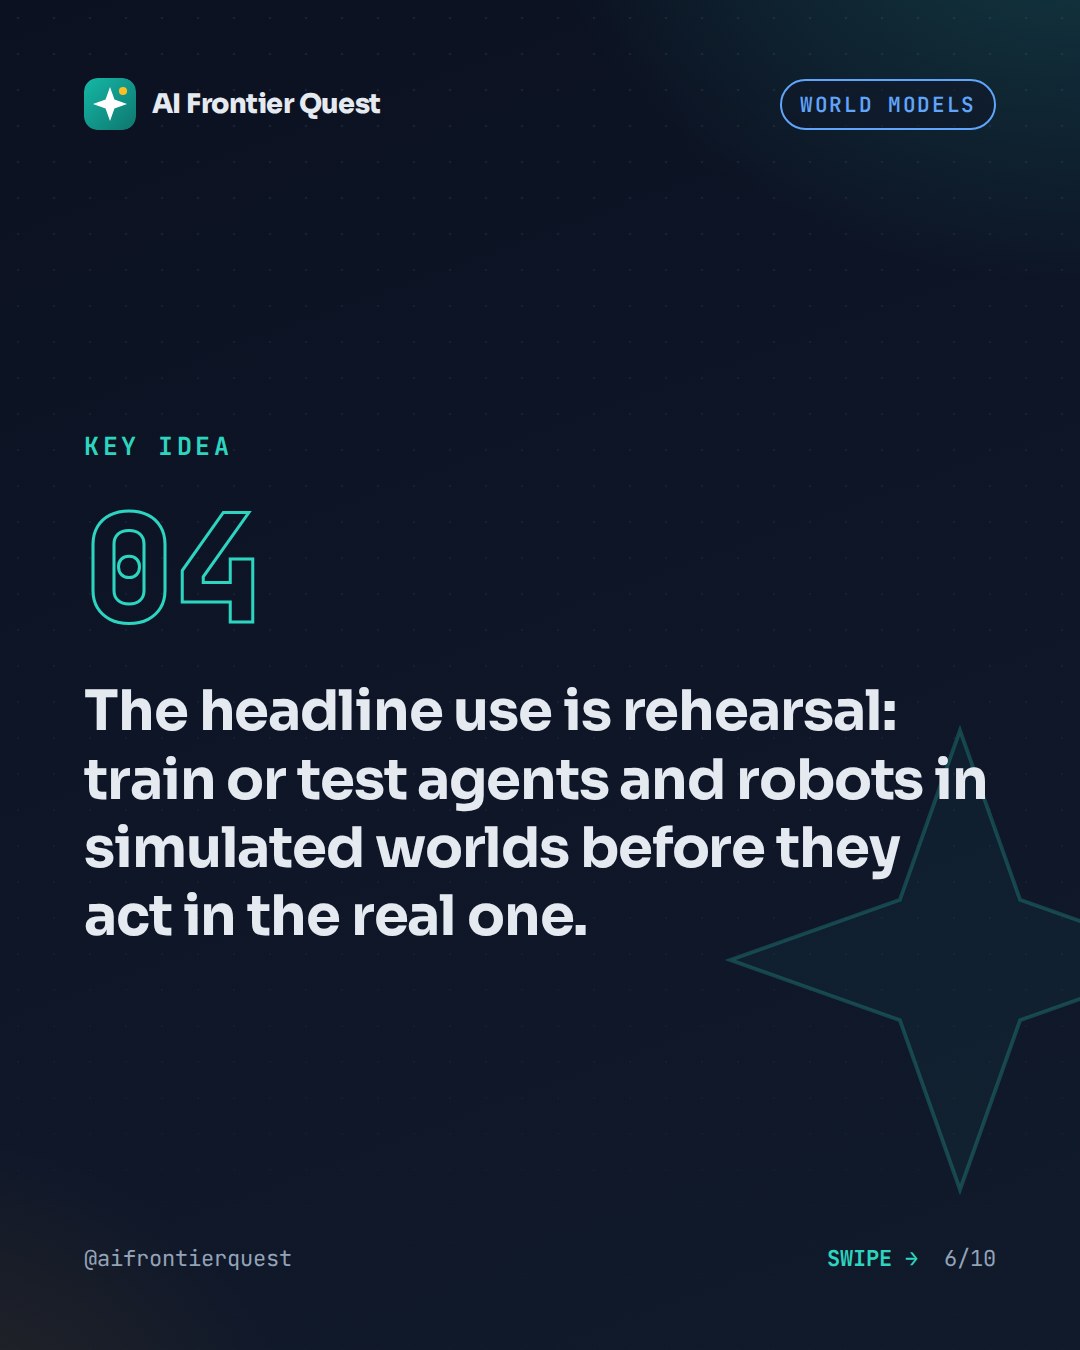 AI Frontier Quest
WORLD MODELS
KEY IDEA
04
The headline use is rehearsal:
train or test agents and robots in
simulated worlds before they
act in the real one.
@aifrontierquest
SWIPE → 6/10